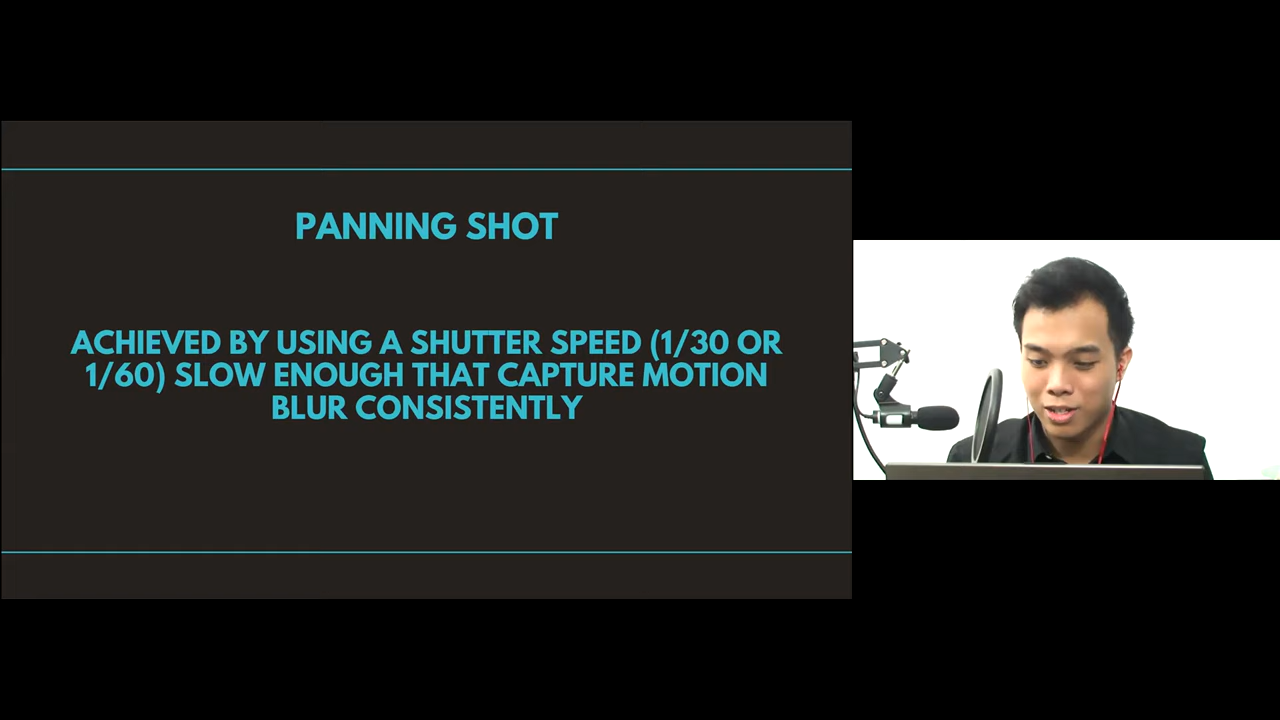 PANNING SHOT
ACHIEVED BY USING A SHUTTER SPEED (1/30 OR
1/60) SLOW ENOUGH THAT CAPTURE MOTION
BLUR CONSISTENTLY